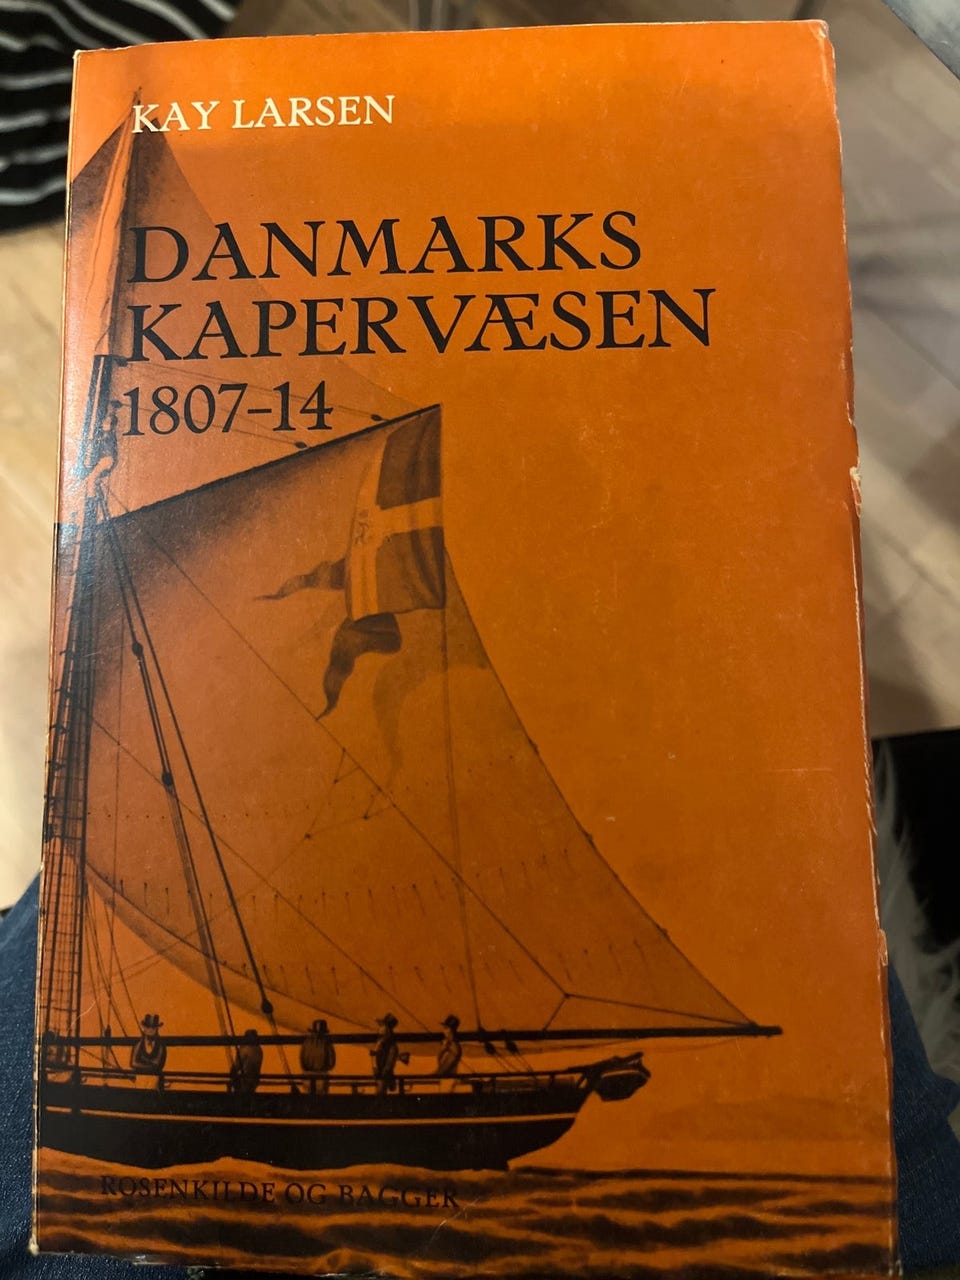 KAY LARSEN
DANMARKS
KAPERVÆSEN
1807-14
ROSENKILDE OG BAGGER